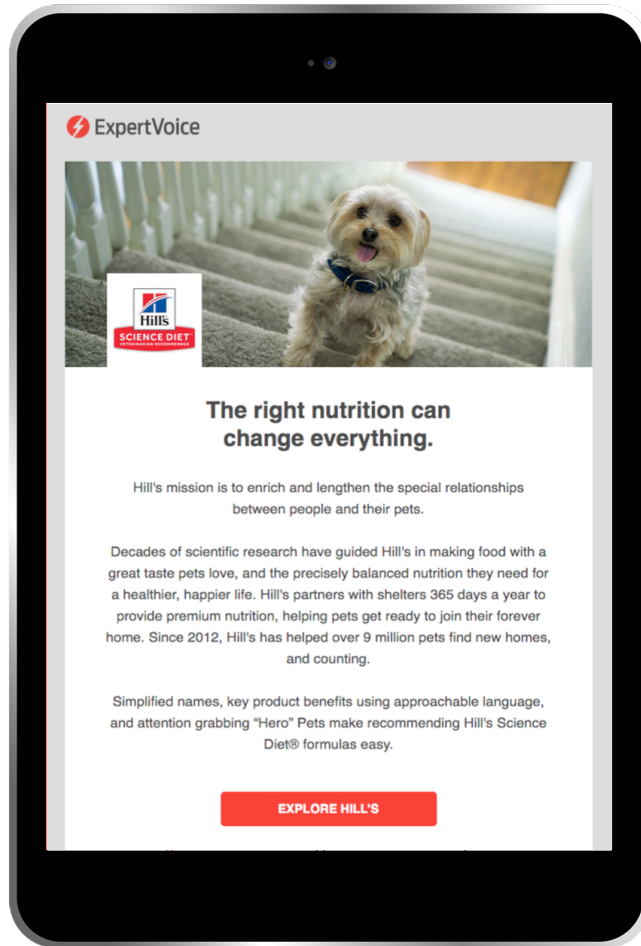 ExpertVoice
Hill's
SCIENCE DIET
VETERINARIAN RECOMMENDED
The right nutrition can
change everything.
Hill's mission is to enrich and lengthen the special relationships
between people and their pets.
Decades of scientific research have guided Hill's in making food with a
great taste pets love, and the precisely balanced nutrition they need for
a healthier, happier life. Hill's partners with shelters 365 days a year to
provide premium nutrition, helping pets get ready to join their forever
home. Since 2012, Hill's has helped over 9 million pets find new homes,
and counting.
Simplified names, key product benefits using approachable language,
and attention grabbing “Hero” Pets make recommending Hill's Science
Diet® formulas easy.
EXPLORE HILL'S